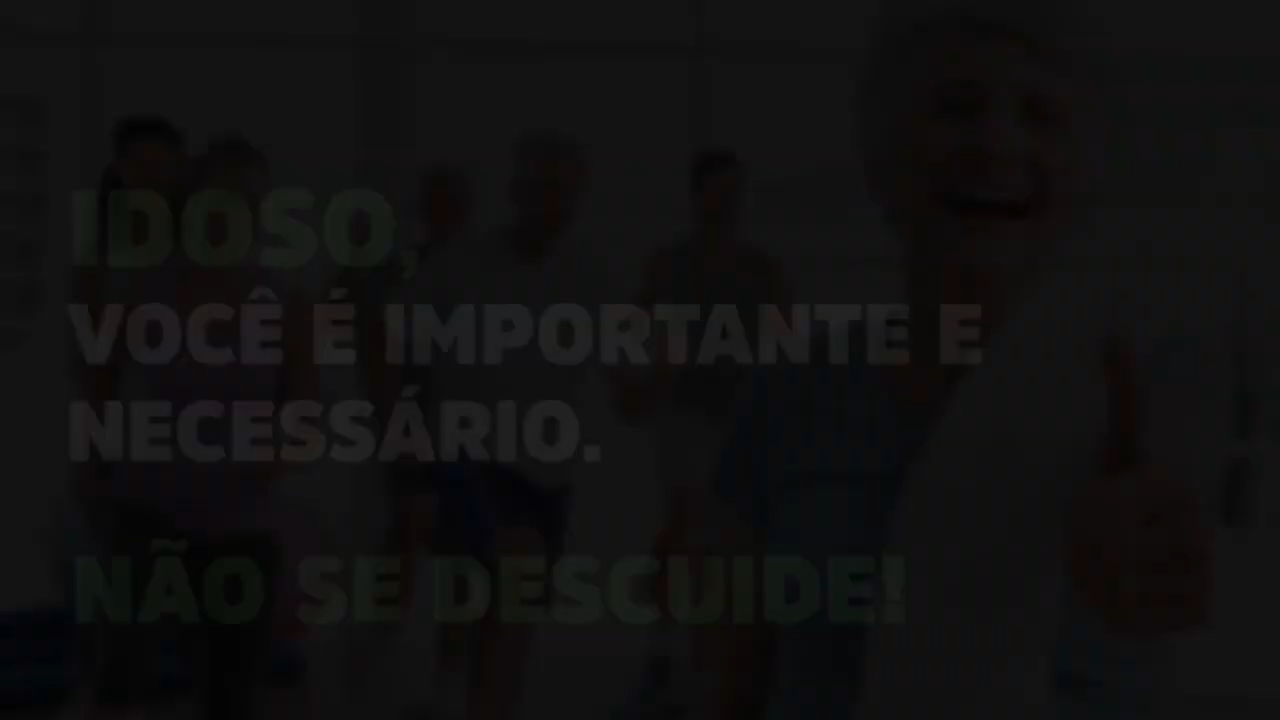 IDOSO,
VOCÊ É IMPORTANTE E
NECESSÁRIO.
NÃO SE DESCUIDE!